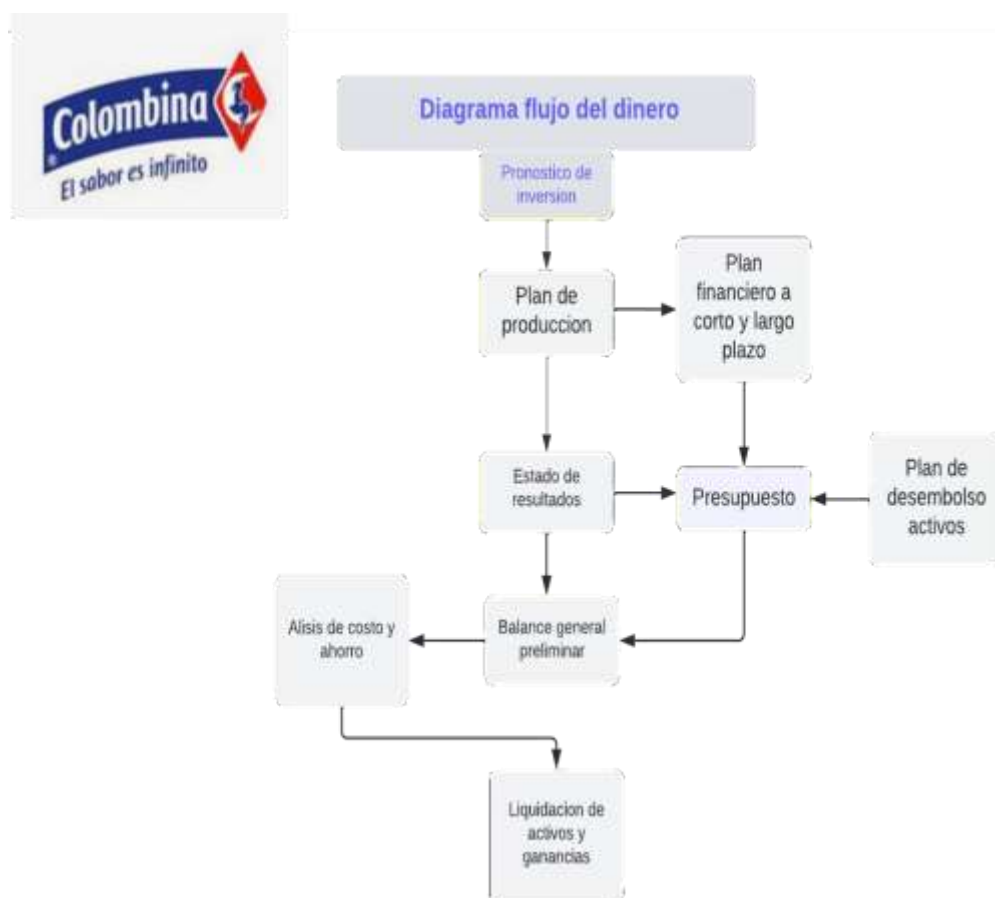 Colombina
El sabor es infinito
Diagrama flujo del dinero
Pronostico de
inversion
Plan de
produccion
Plan
financiero a
corto y largo
plazo
Estado de
resultados
Presupuesto
Plan de
desembolso
activos
Alisis de costo y
ahorro
Balance general
preliminar
Liquidacion de
activos y
ganancias